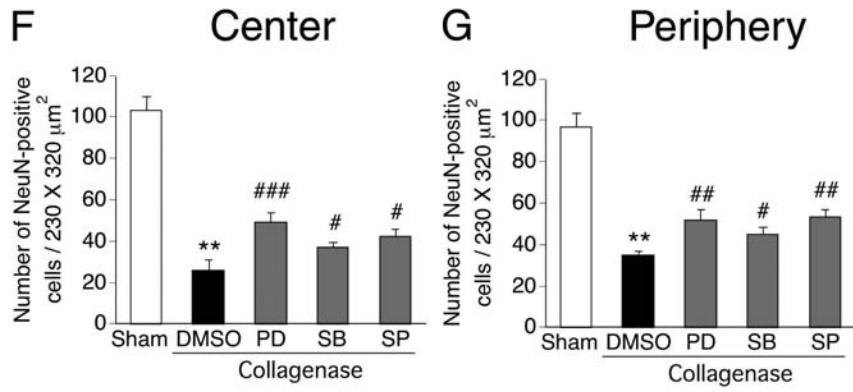 F Center
Number of NeuN-positive
cells / 230 X 320 μm²
120
100
80
60
40
20
0
**
###
#
#
Sham DMSO PD SB SP
Collagenase
G Periphery
Number of NeuN-positive
cells / 230 X 320 μm²
120
100
80
60
40
20
0
**
##
#
##
Sham DMSO PD SB SP
Collagenase